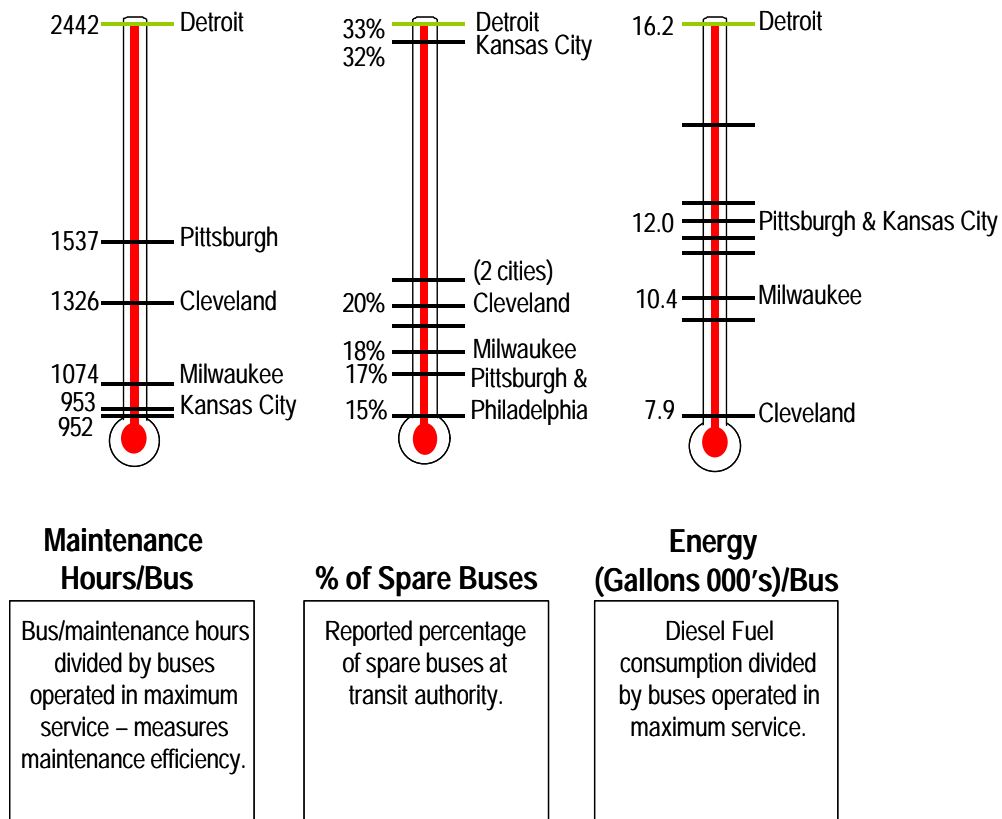 2442 Detroit
1537 Pittsburgh
1326 Cleveland
1074 Milwaukee
953 Kansas City
952
33% Detroit
32% Kansas City
(2 cities)
20% Cleveland
18% Milwaukee
17% Pittsburgh &
15% Philadelphia
16.2 Detroit
12.0 Pittsburgh & Kansas City
10.4 Milwaukee
7.9 Cleveland
Maintenance
Hours/Bus
Bus/maintenance hours
divided by buses
operated in maximum
service – measures
maintenance efficiency.
% of Spare Buses
Reported percentage
of spare buses at
transit authority.
Energy
(Gallons 000's)/Bus
Diesel Fuel
consumption divided
by buses operated in
maximum service.